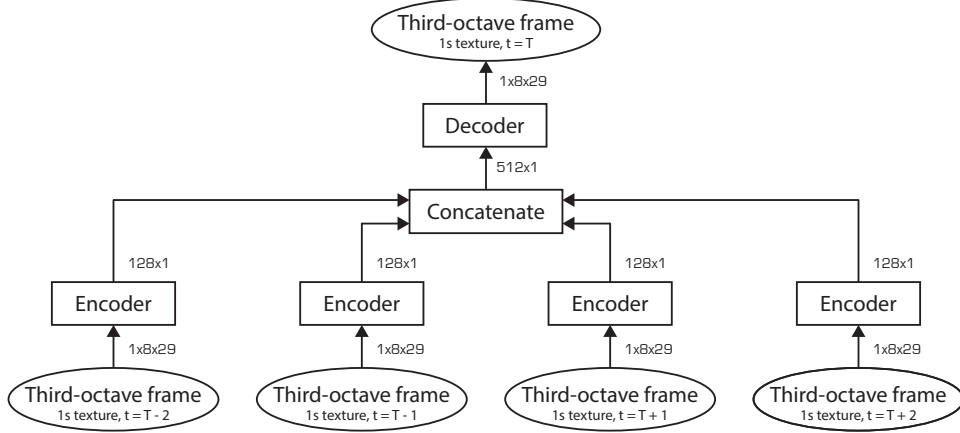 Third-octave frame
1s texture, t = T
1x8x29
Decoder
512x1
Concatenate
128x1
128x1
128x1
128x1
Encoder
Encoder
Encoder
Encoder
1x8x29
1x8x29
1x8x29
1x8x29
Third-octave frame
1s texture, t = T - 2
Third-octave frame
1s texture, t = T - 1
Third-octave frame
1s texture, t = T + 1
Third-octave frame
1s texture, t = T + 2